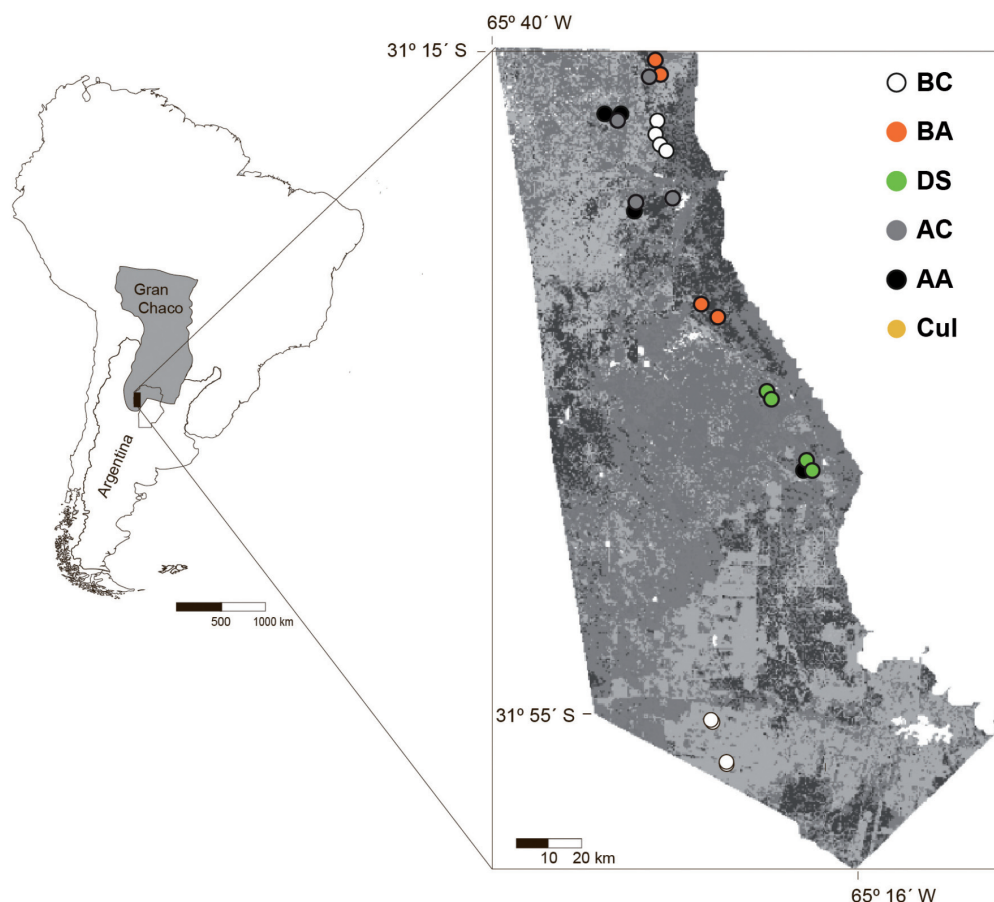 65º 40´ W
31º 15´ S
BC
BA
DS
AC
AA
Cul
Gran
Chaco
Argentina
500
1000 km
31º 55´ S
10
20 km
65º 16´ W